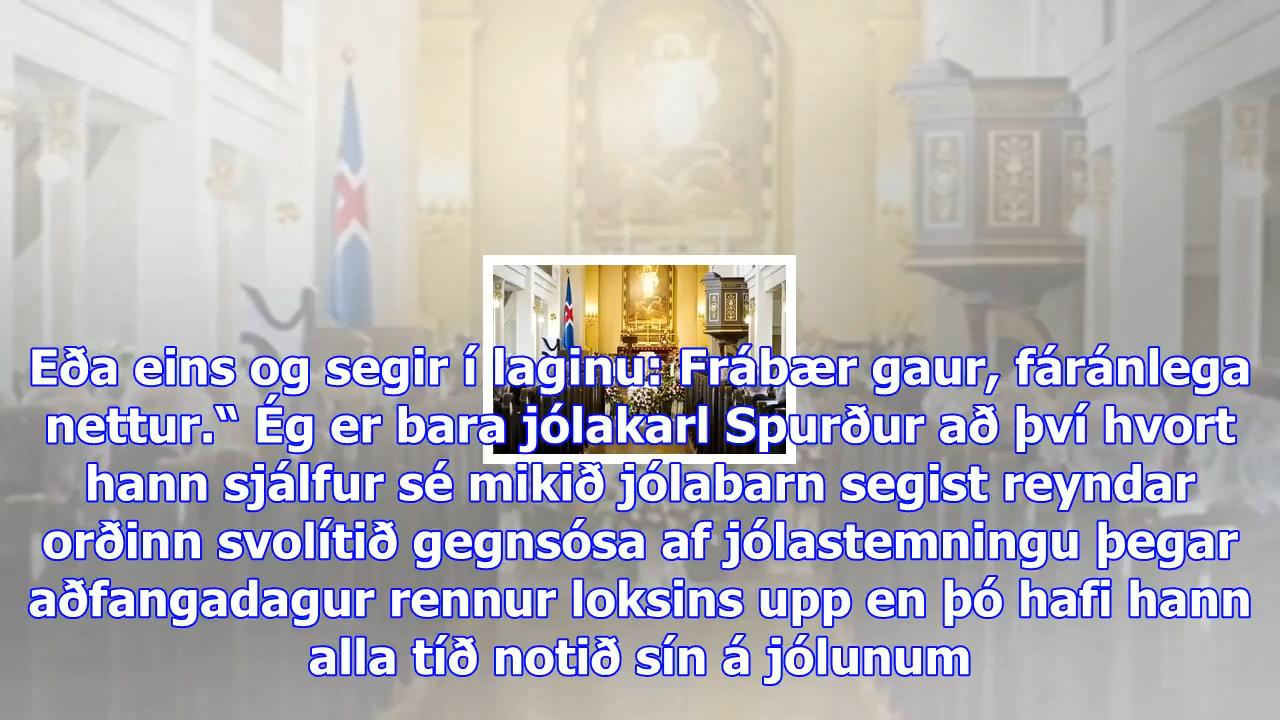 Eða eins og segir í laginu: Frábær gaur, fáránlega
nettur.“ Ég er bara jólakarl Spurður að því hvort
hann sjálfur sé mikið jólabarn segist reyndar
orðinn svolítið gegnsósa af jólastemningu þegar
aðfangadagur rennur loksins upp en þó hafi hann
alla tíð notið sín á jólunum